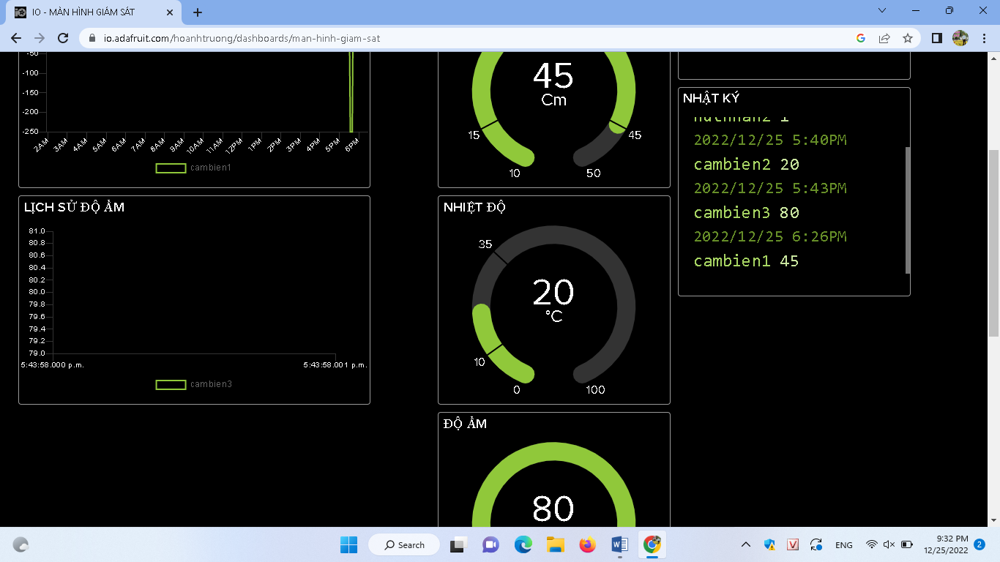 IO - MÀN HÌNH GIÁM SÁT
io.adafruit.com/hoanhtruong/dashboards/man-hinh-giam-sat
-50
-100
-150
-200
-250
2AM 3AM 4AM 5AM 6AM 7AM 8AM 9AM 10AM 11AM 12PM 1PM 2PM 3PM 4PM 5PM 6PM
cambien1
45
Cm
15
45
10
50
NHẬT KÝ
nutnhan2 1
2022/12/25 5:40PM
cambien2 20
2022/12/25 5:43PM
cambien3 80
2022/12/25 6:26PM
cambien1 45
LỊCH SỬ ĐỘ ẨM
81.0
80.8
80.6
80.4
80.2
80.0
79.8
79.6
79.4
79.2
79.0
5:43:58.000 p.m.
5:43:58.001 p.m.
cambien3
NHIỆT ĐỘ
35
20
°C
10
0
100
ĐỘ ẨM
80
Search
ENG
9:32 PM
12/25/2022
2